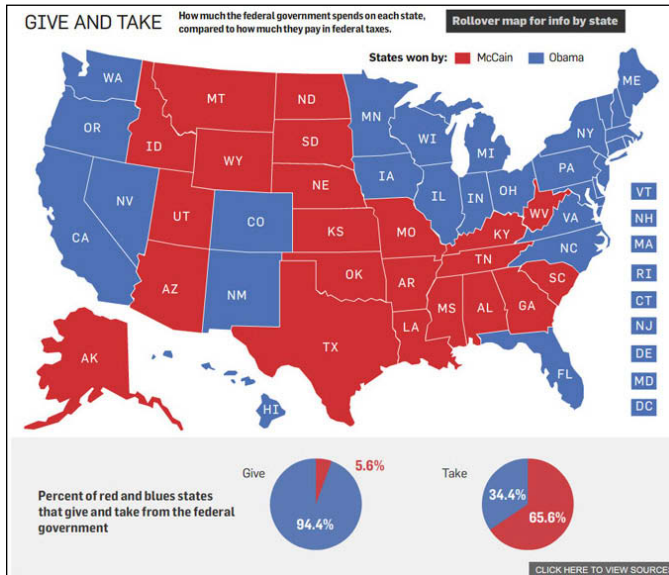 GIVE AND TAKE
How much the federal government spends on each state,
compared to how much they pay in federal taxes.
Rollover map for info by state
States won by: McCain Obama
WA
OR
CA
NV
ID
MT
WY
UT
AZ
CO
NM
ND
SD
NE
KS
OK
TX
MN
IA
MO
AR
LA
WI
IL
MI
IN
OH
KY
TN
MS
AL
GA
SC
NC
VA
WV
PA
NY
ME
FL
AK
HI
VT
NH
MA
RI
CT
NJ
DE
MD
DC
Percent of red and blues states
that give and take from the federal
government
Give
5.6%
94.4%
Take
34.4%
65.6%
CLICK HERE TO VIEW SOURCE